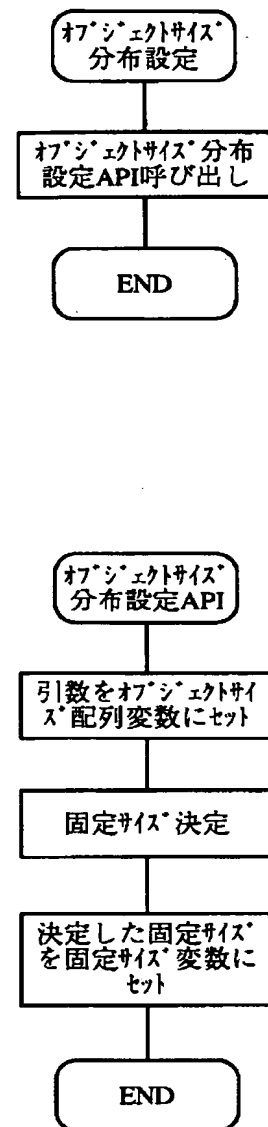 ｵﾌﾞｼﾞｪｸﾄｻｲｽﾞ
分布設定
ｵﾌﾞｼﾞｪｸﾄｻｲｽﾞ分布
設定API呼び出し
END
ｵﾌﾞｼﾞｪｸﾄｻｲｽﾞ
分布設定API
引数をｵﾌﾞｼﾞｪｸﾄｻｲ
ｽﾞ配列変数にｾｯﾄ
固定ｻｲｽﾞ決定
決定した固定ｻｲｽﾞ
を固定ｻｲｽﾞ変数に
ｾｯﾄ
END